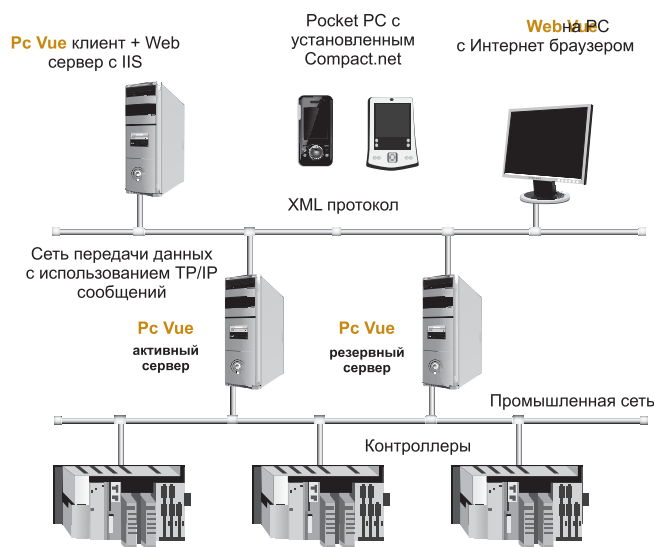 Pc Vue клиент + Web
сервер с IIS
Pocket PC с
установленным
Compact.net
Web Vue на PC
с Интернет браузером
XML протокол
Сеть передачи данных
с использованием TP/IP
сообщений
Pc Vue
активный
сервер
Pc Vue
резервный
сервер
Промышленная сеть
Контроллеры